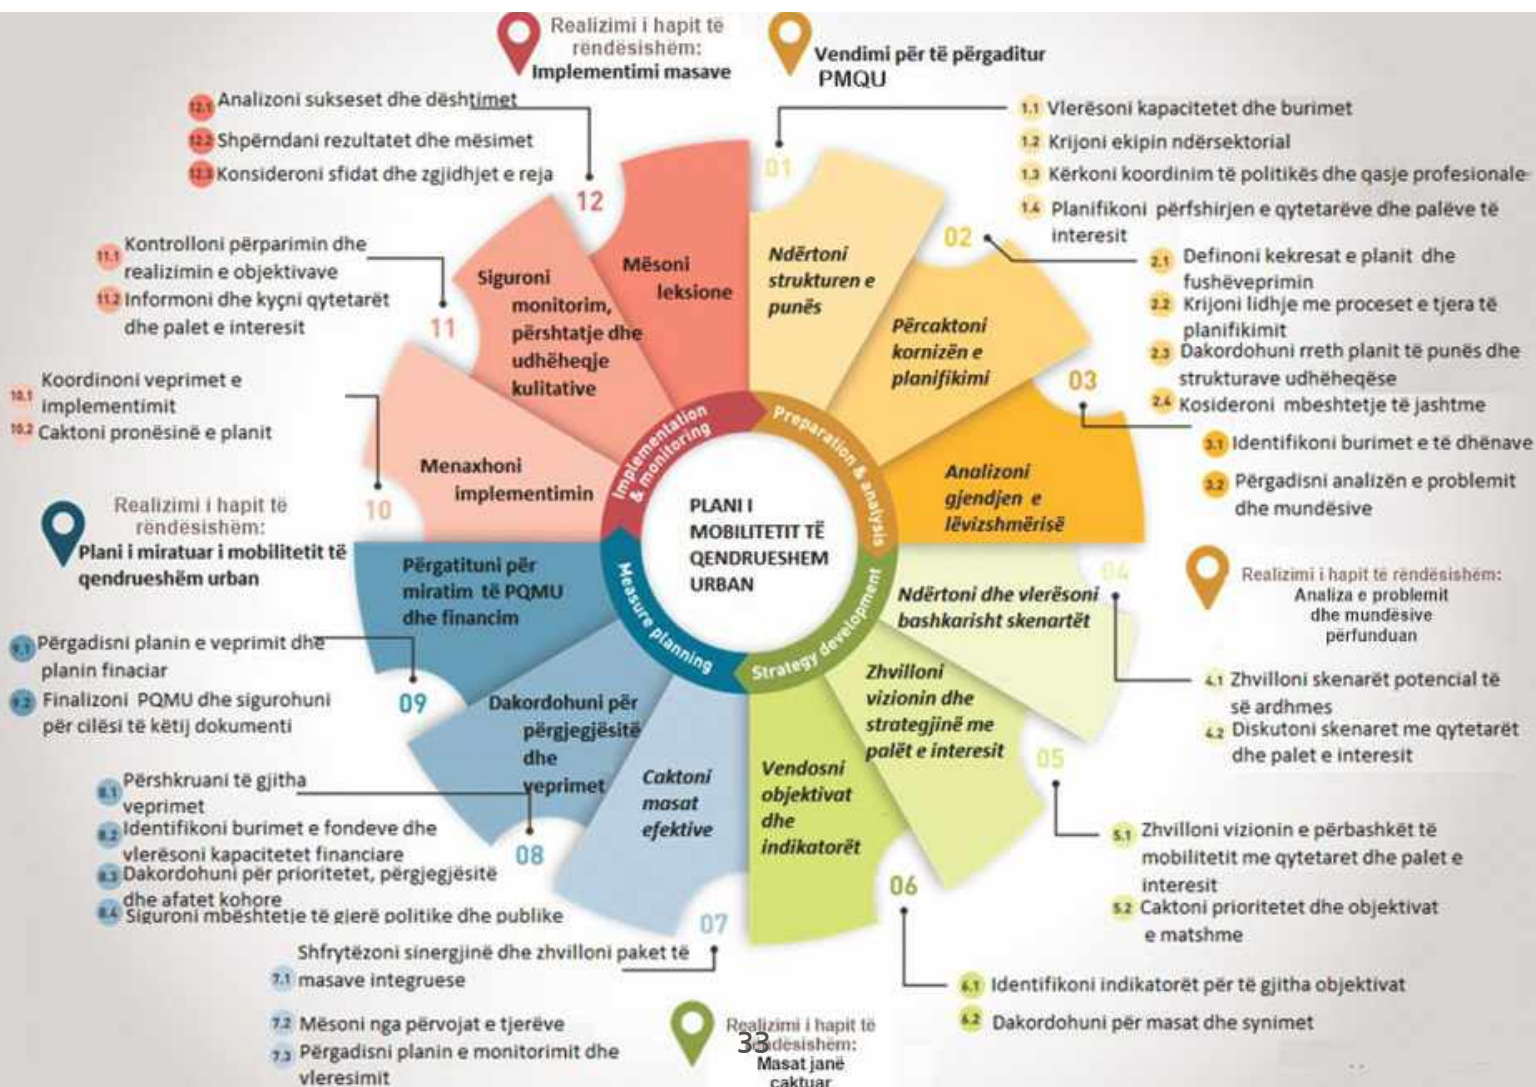 Realizimi i hapit të
rëndësishëm:
Implementimi masave
Vendimi për të përgaditur
PMQU
12.1 Analizoni sukseset dhe dështimet
12.2 Shpërndani rezultatet dhe mësimet
12.3 Konsideroni sfidat dhe zgjidhjet e reja
12
01
1.1 Vlerësoni kapacitetet dhe burimet
1.2 Krijoni ekipin ndërsektorial
1.3 Kërkoni koordinim të politikës dhe qasje profesionale
1.4 Planifikoni përfshirjen e qytetarëve dhe palëve të
interesit
02
2.1 Definoni kekresat e planit dhe
fushëveprimin
2.2 Krijoni lidhje me proceset e tjera të
planifikimit
2.3 Dakordohuni rreth planit të punës dhe
strukturave udhëheqëse
2.4 Kosideroni mbeshtetje të jashtme
03
3.1 Identifikoni burimet e të dhënave
3.2 Përgadisni analizën e problemit
dhe mundësive
11.1 Kontrolloni përparimin dhe
realizimin e objektivave
11.2 Informoni dhe kyçni qytetarët
dhe palet e interesit
11
10.1 Koordinoni veprimet e
implementimit
10.2 Caktoni pronësinë e planit
10
Mësoni
leksione
Ndërtoni
strukturen e
punës
Siguroni
monitorim,
përshtatje dhe
udhëheqje
kulitative
Përcaktoni
kornizën e
planifikimi
Menaxhoni
implementimin
Analizoni
gjendjen e
lëvizshmërisë
Implementation
& monitoring
Preparation & analysis
PLANI I
MOBILITETIT TË
QENDRUESHEM
URBAN
Measure planning
Strategy development
Realizimi i hapit të
rëndësishëm:
Plani i miratuar i mobilitetit të
qendrueshëm urban
Përgatituni për
miratim të PQMU
dhe financim
04
Ndërtoni dhe vlerësoni
bashkarisht skenartët
Realizimi i hapit të rëndësishëm:
Analiza e problemit
dhe mundësive
përfunduan
4.1 Zhvilloni skenarët potencial të
së ardhmes
4.2 Diskutoni skenaret me qytetarët
dhe palet e interesit
9.1 Përgadisni planin e veprimit dhe
planin finaciar
9.2 Finalizoni PQMU dhe sigurohuni
për cilësi të këtij dokumenti
09
Dakordohuni për
përgjegjësitë
dhe
veprimet
Zhvilloni
vizionin dhe
strategjinë me
palët e interesit
05
Caktoni
masat
efektive
Vendosni
objektivat
dhe
indikatorët
8.1 Përshkruani të gjitha
veprimet
8.2 Identifikoni burimet e fondeve dhe
vlerësoni kapacitetet financiare
8.3 Dakordohuni për prioritetet, përgjegjësitë
dhe afatet kohore
8.4 Siguroni mbështetje të gjerë politike dhe publike
08
5.1 Zhvilloni vizionin e përbashkët të
mobilitetit me qytetaret dhe palet e
interesit
5.2 Caktoni prioritetet dhe objektivat
e matshme
06
07
Shfrytëzoni sinergjinë dhe zhvilloni paket të
7.1 masave integruese
7.2 Mësoni nga përvojat e tjerëve
7.3 Përgadisni planin e monitorimit dhe
vleresimit
6.1 Identifikoni indikatorët për të gjitha objektivat
6.2 Dakordohuni për masat dhe synimet
Realizimi i hapit të
rëndësishëm:
33
Masat janë
caktuar